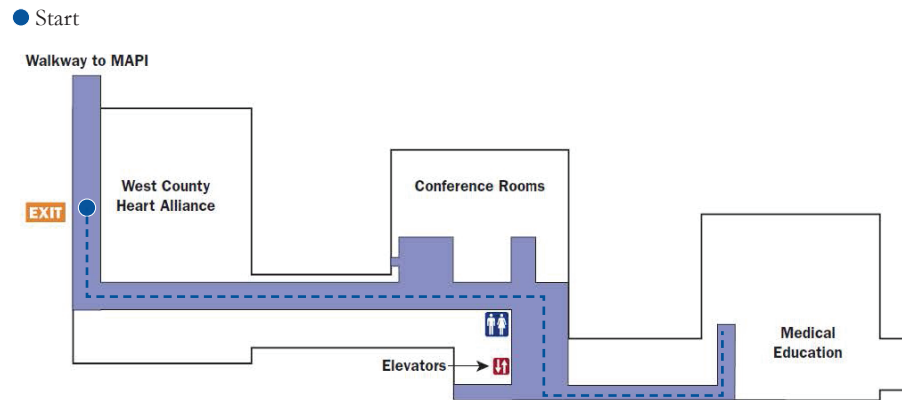 Start
Walkway to MAPI
West County
Heart Alliance
EXIT
Conference Rooms
Elevators
Medical
Education